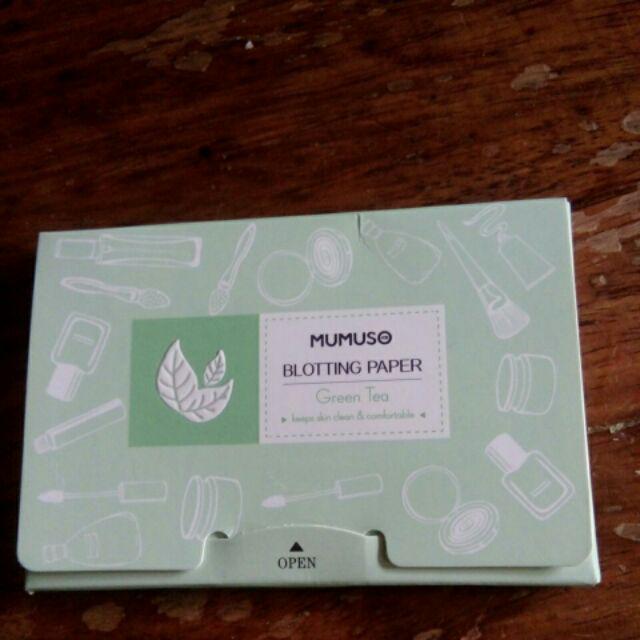 MUMUSO
BLOTTING PAPER
Green Tea
keeps skin clean & comfortable
OPEN